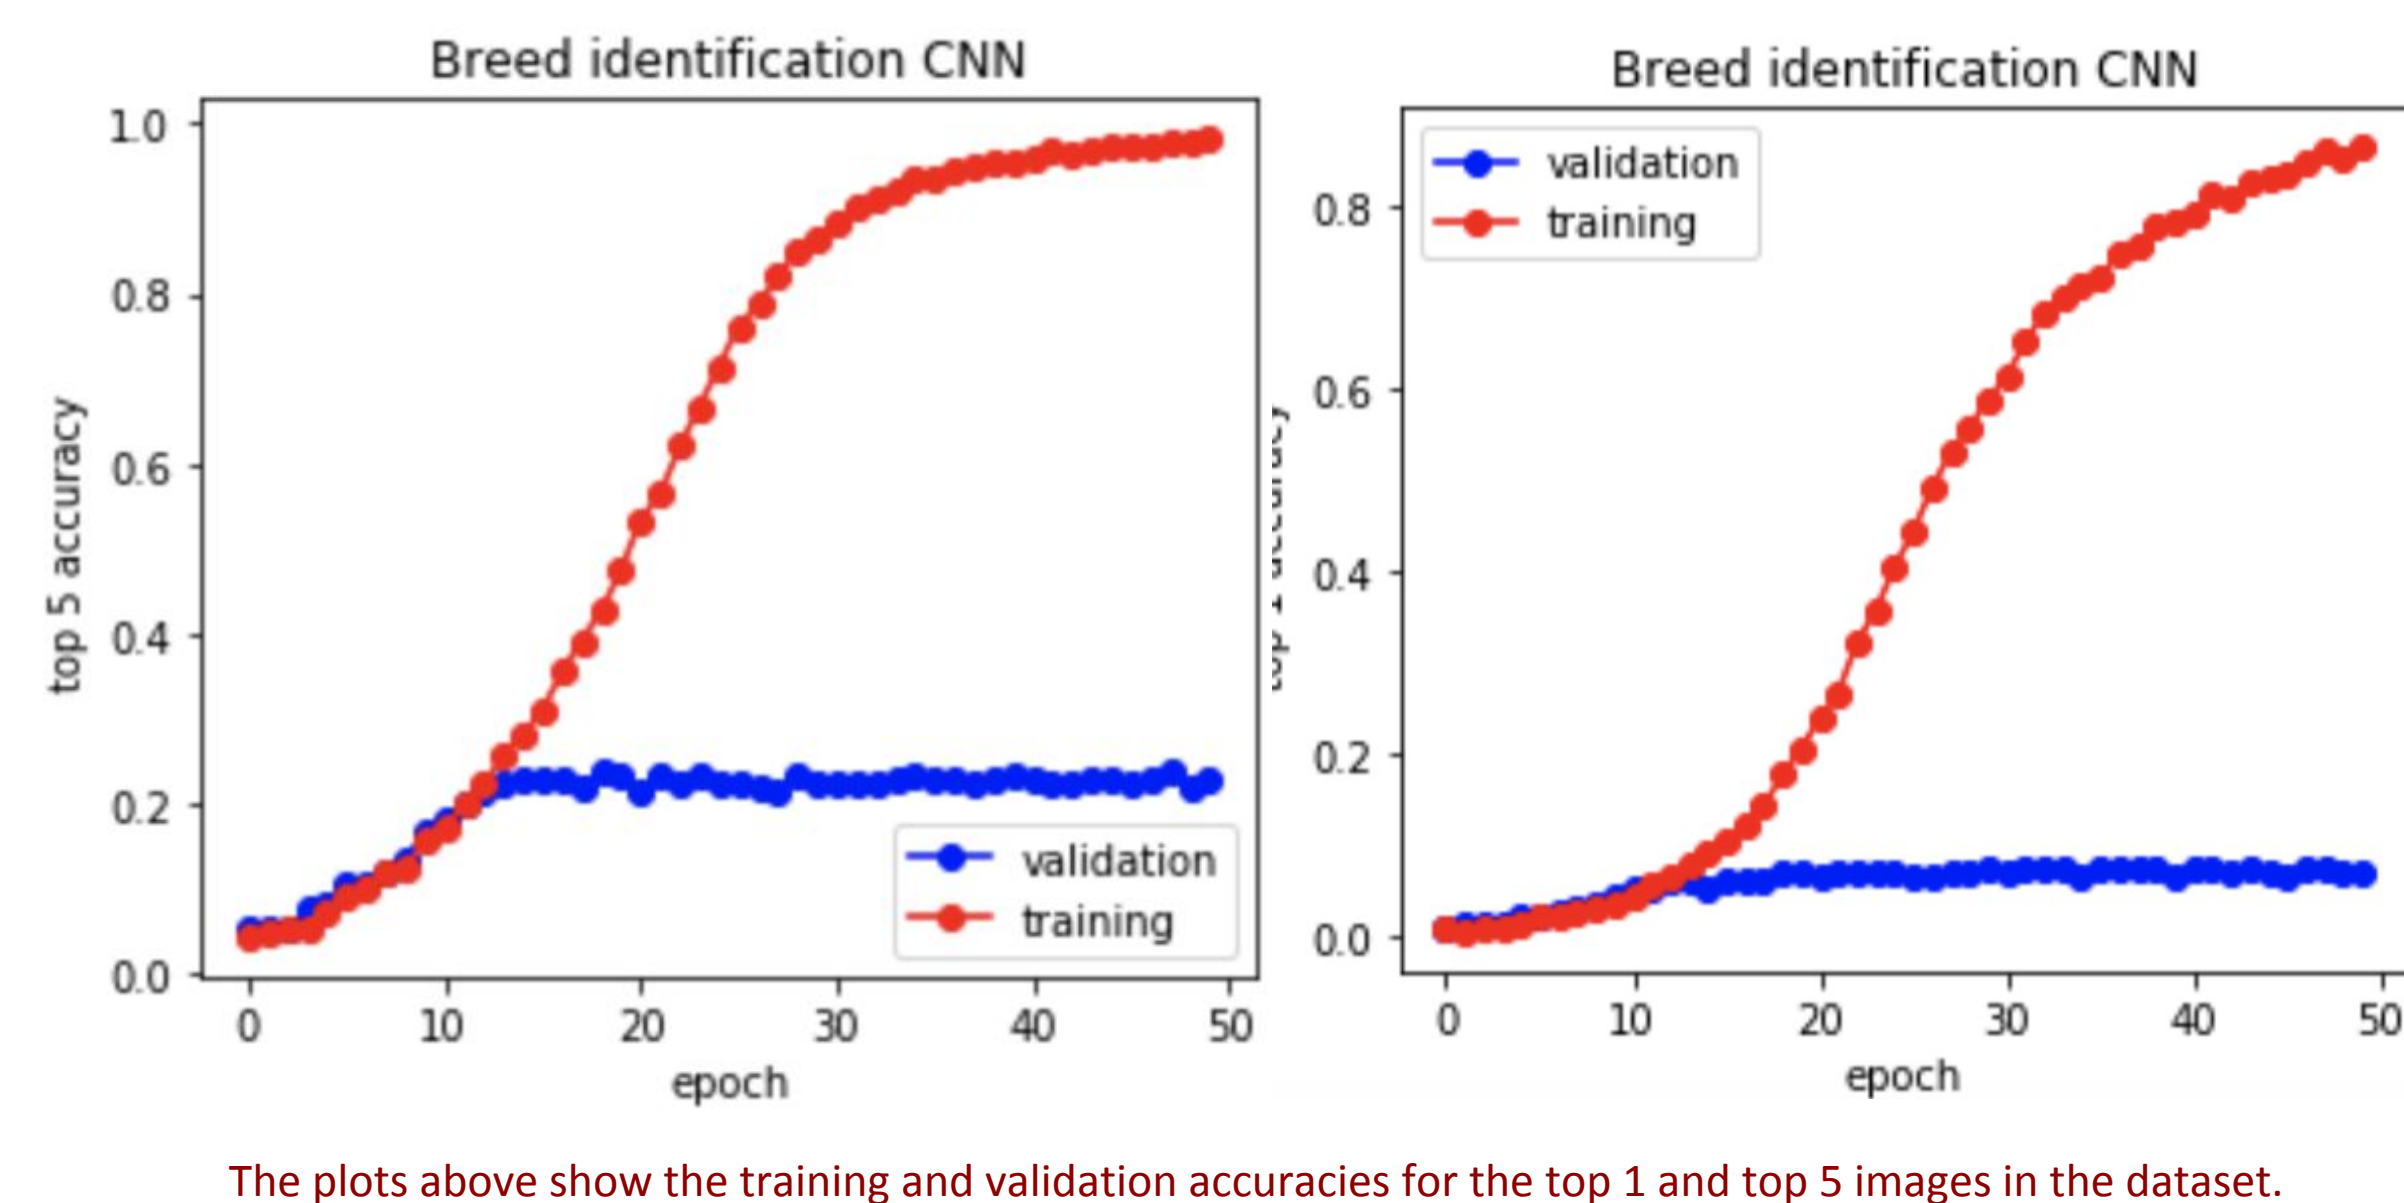 Breed identification CNN
top 5 accuracy
1.0
0.8
0.6
0.4
0.2
0.0
validation
training
0 10 20 30 40 50
epoch
Breed identification CNN
validation
training
0.8
0.6
0.4
0.2
0.0
0 10 20 30 40 50
epoch
The plots above show the training and validation accuracies for the top 1 and top 5 images in the dataset.